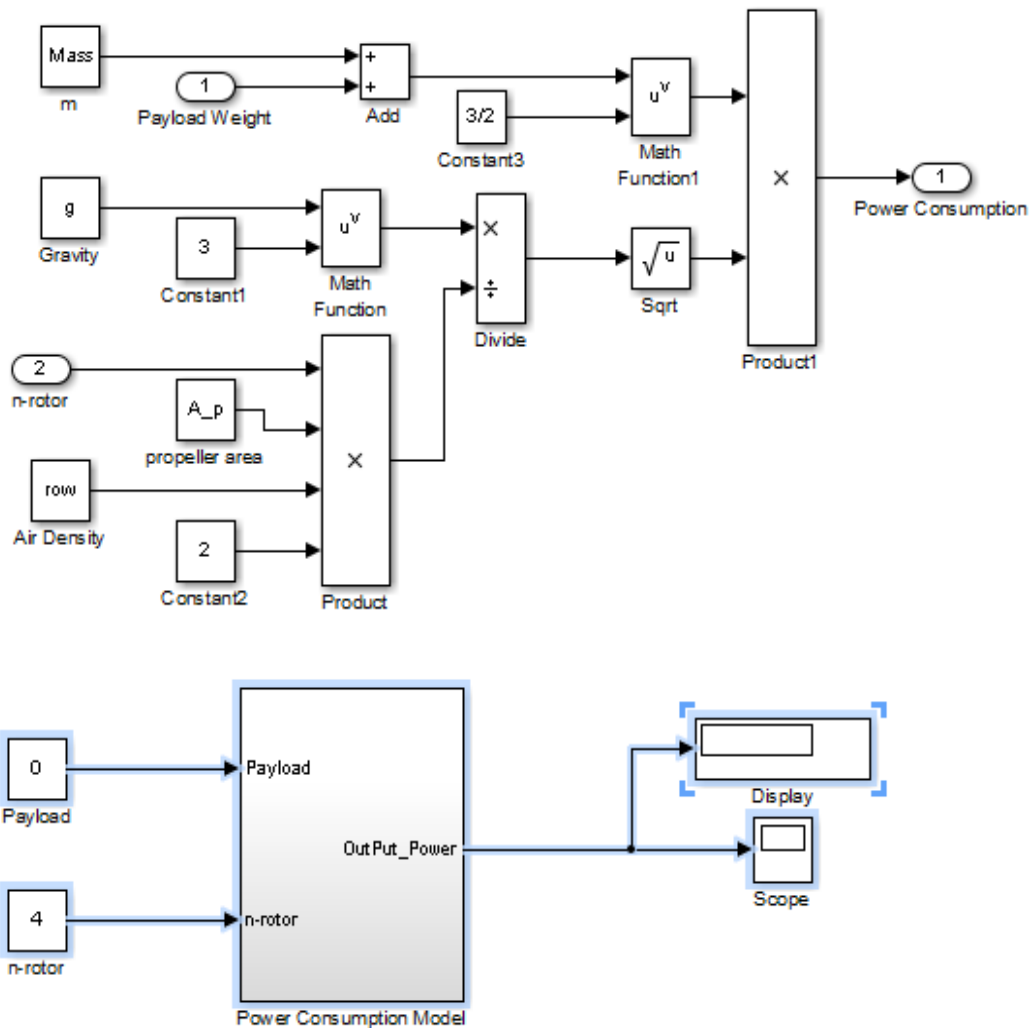 Mass
m
1
Payload Weight
+
+
Add
3/2
Constant3
u^v
Math
Function1
×
Product1
1
Power Consumption
g
Gravity
3
Constant1
u^v
Math
Function
×
÷
Divide
√u
Sqrt
2
n-rotor
A_p
propeller area
row
Air Density
2
Constant2
×
Product
0
Payload
4
n-rotor
Payload
n-rotor
OutPut_Power
Power Consumption Model
Display
Scope